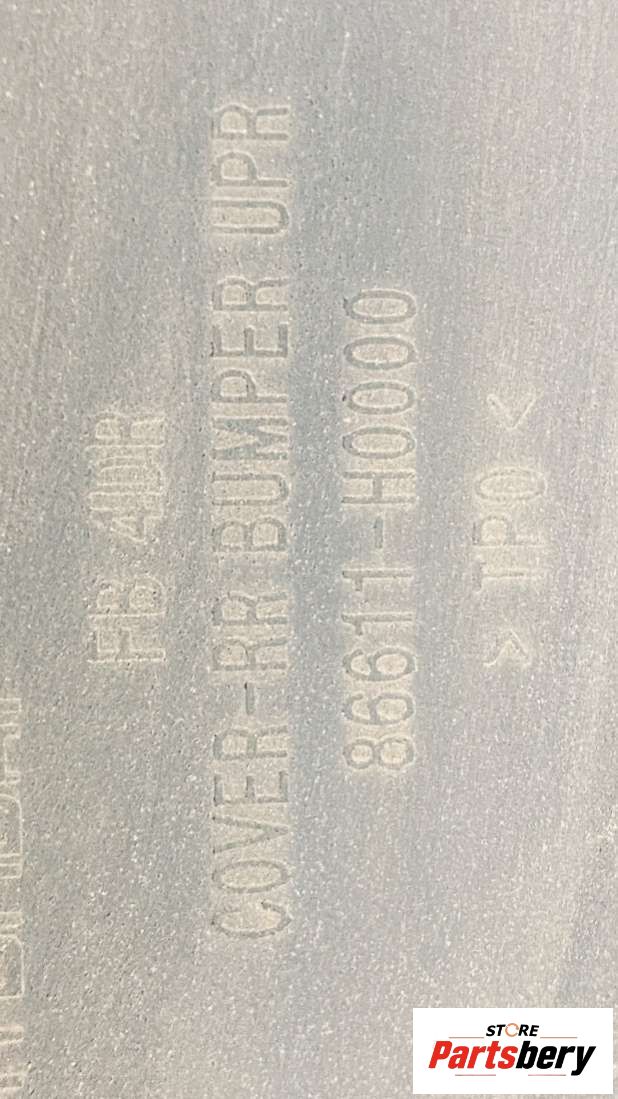 FB 4DR
COVER-RR BUMPER UPR
86611-H0000
> TPO <
STORE
Partsbery